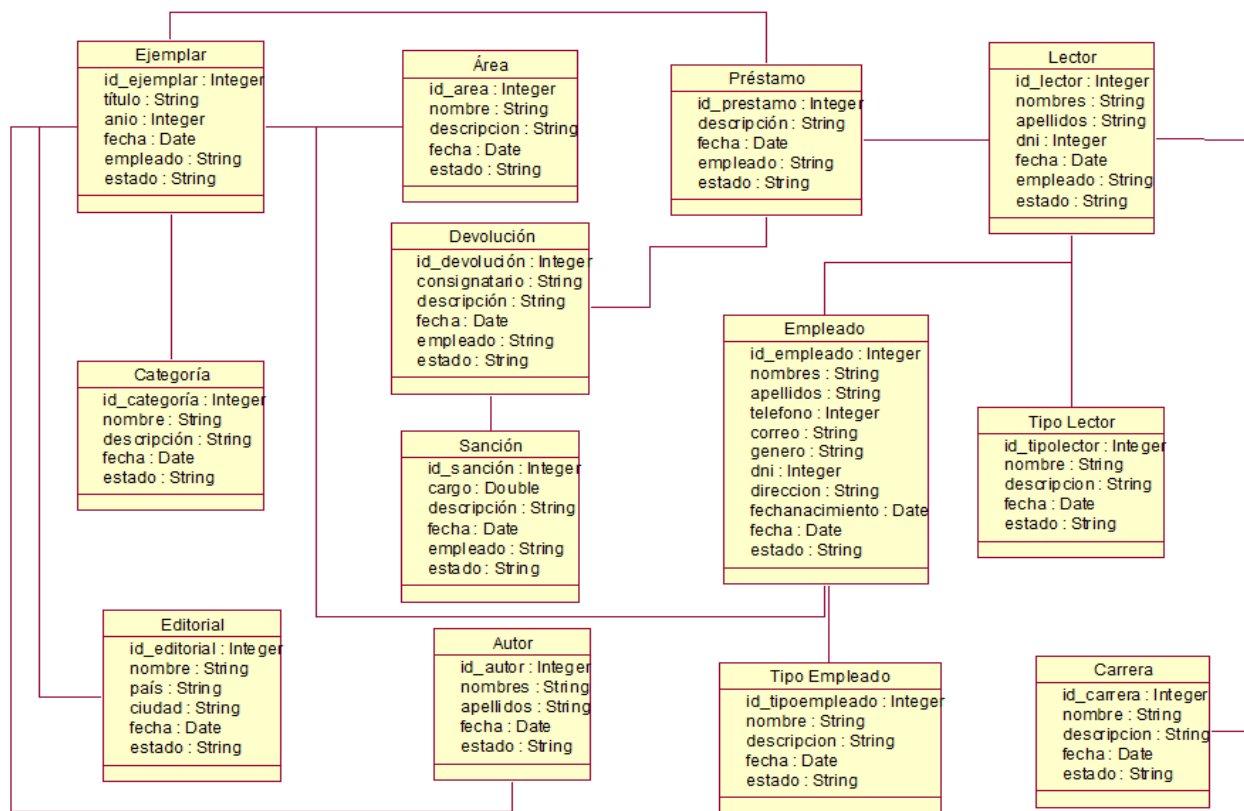 Ejemplar
id_ejemplar : Integer
título : String
anio : Integer
fecha : Date
empleado : String
estado : String
Área
id_area : Integer
nombre : String
descripcion : String
fecha : Date
estado : String
Préstamo
id_prestamo : Integer
descripción : String
fecha : Date
empleado : String
estado : String
Lector
id_lector : Integer
nombres : String
apellidos : String
dni : Integer
fecha : Date
empleado : String
estado : String
Devolución
id_devolución : Integer
consignatario : String
descripción : String
fecha : Date
empleado : String
estado : String
Empleado
id_empleado : Integer
nombres : String
apellidos : String
telefono : Integer
correo : String
genero : String
dni : Integer
direccion : String
fechanacimiento : Date
fecha : Date
estado : String
Categoría
id_categoría : Integer
nombre : String
descripción : String
fecha : Date
estado : String
Sanción
id_sanción : Integer
cargo : Double
descripción : String
fecha : Date
empleado : String
estado : String
Tipo Lector
id_tipolector : Integer
nombre : String
descripcion : String
fecha : Date
estado : String
Editorial
id_editorial : Integer
nombre : String
país : String
ciudad : String
fecha : Date
estado : String
Autor
id_autor : Integer
nombres : String
apellidos : String
fecha : Date
estado : String
Tipo Empleado
id_tipoempleado : Integer
nombre : String
descripcion : String
fecha : Date
estado : String
Carrera
id_carrera : Integer
nombre : String
descripcion : String
fecha : Date
estado : String